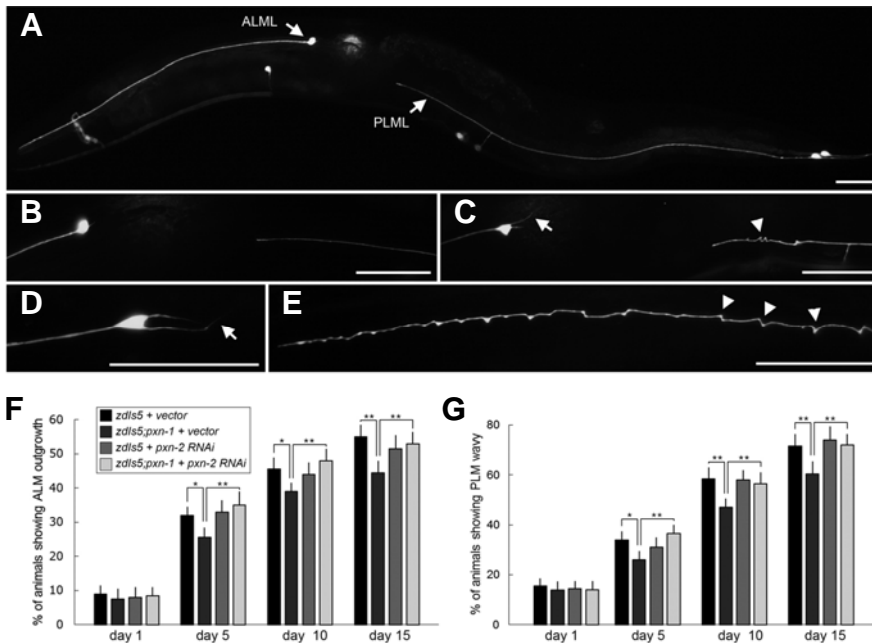 A
ALML
PLML
B
C
D
E
F
% of animals showing ALM outgrowth
60
50
40
30
20
10
0
zdIs5 + vector
zdIs5;pxn-1 + vector
zdIs5 + pxn-2 RNAi
zdIs5;pxn-1 + pxn-2 RNAi
* **
* **
** **
day 1 day 5 day 10 day 15
G
% of animals showing PLM wavy
80
60
40
20
0
* **
** **
** **
day 1 day 5 day 10 day 15